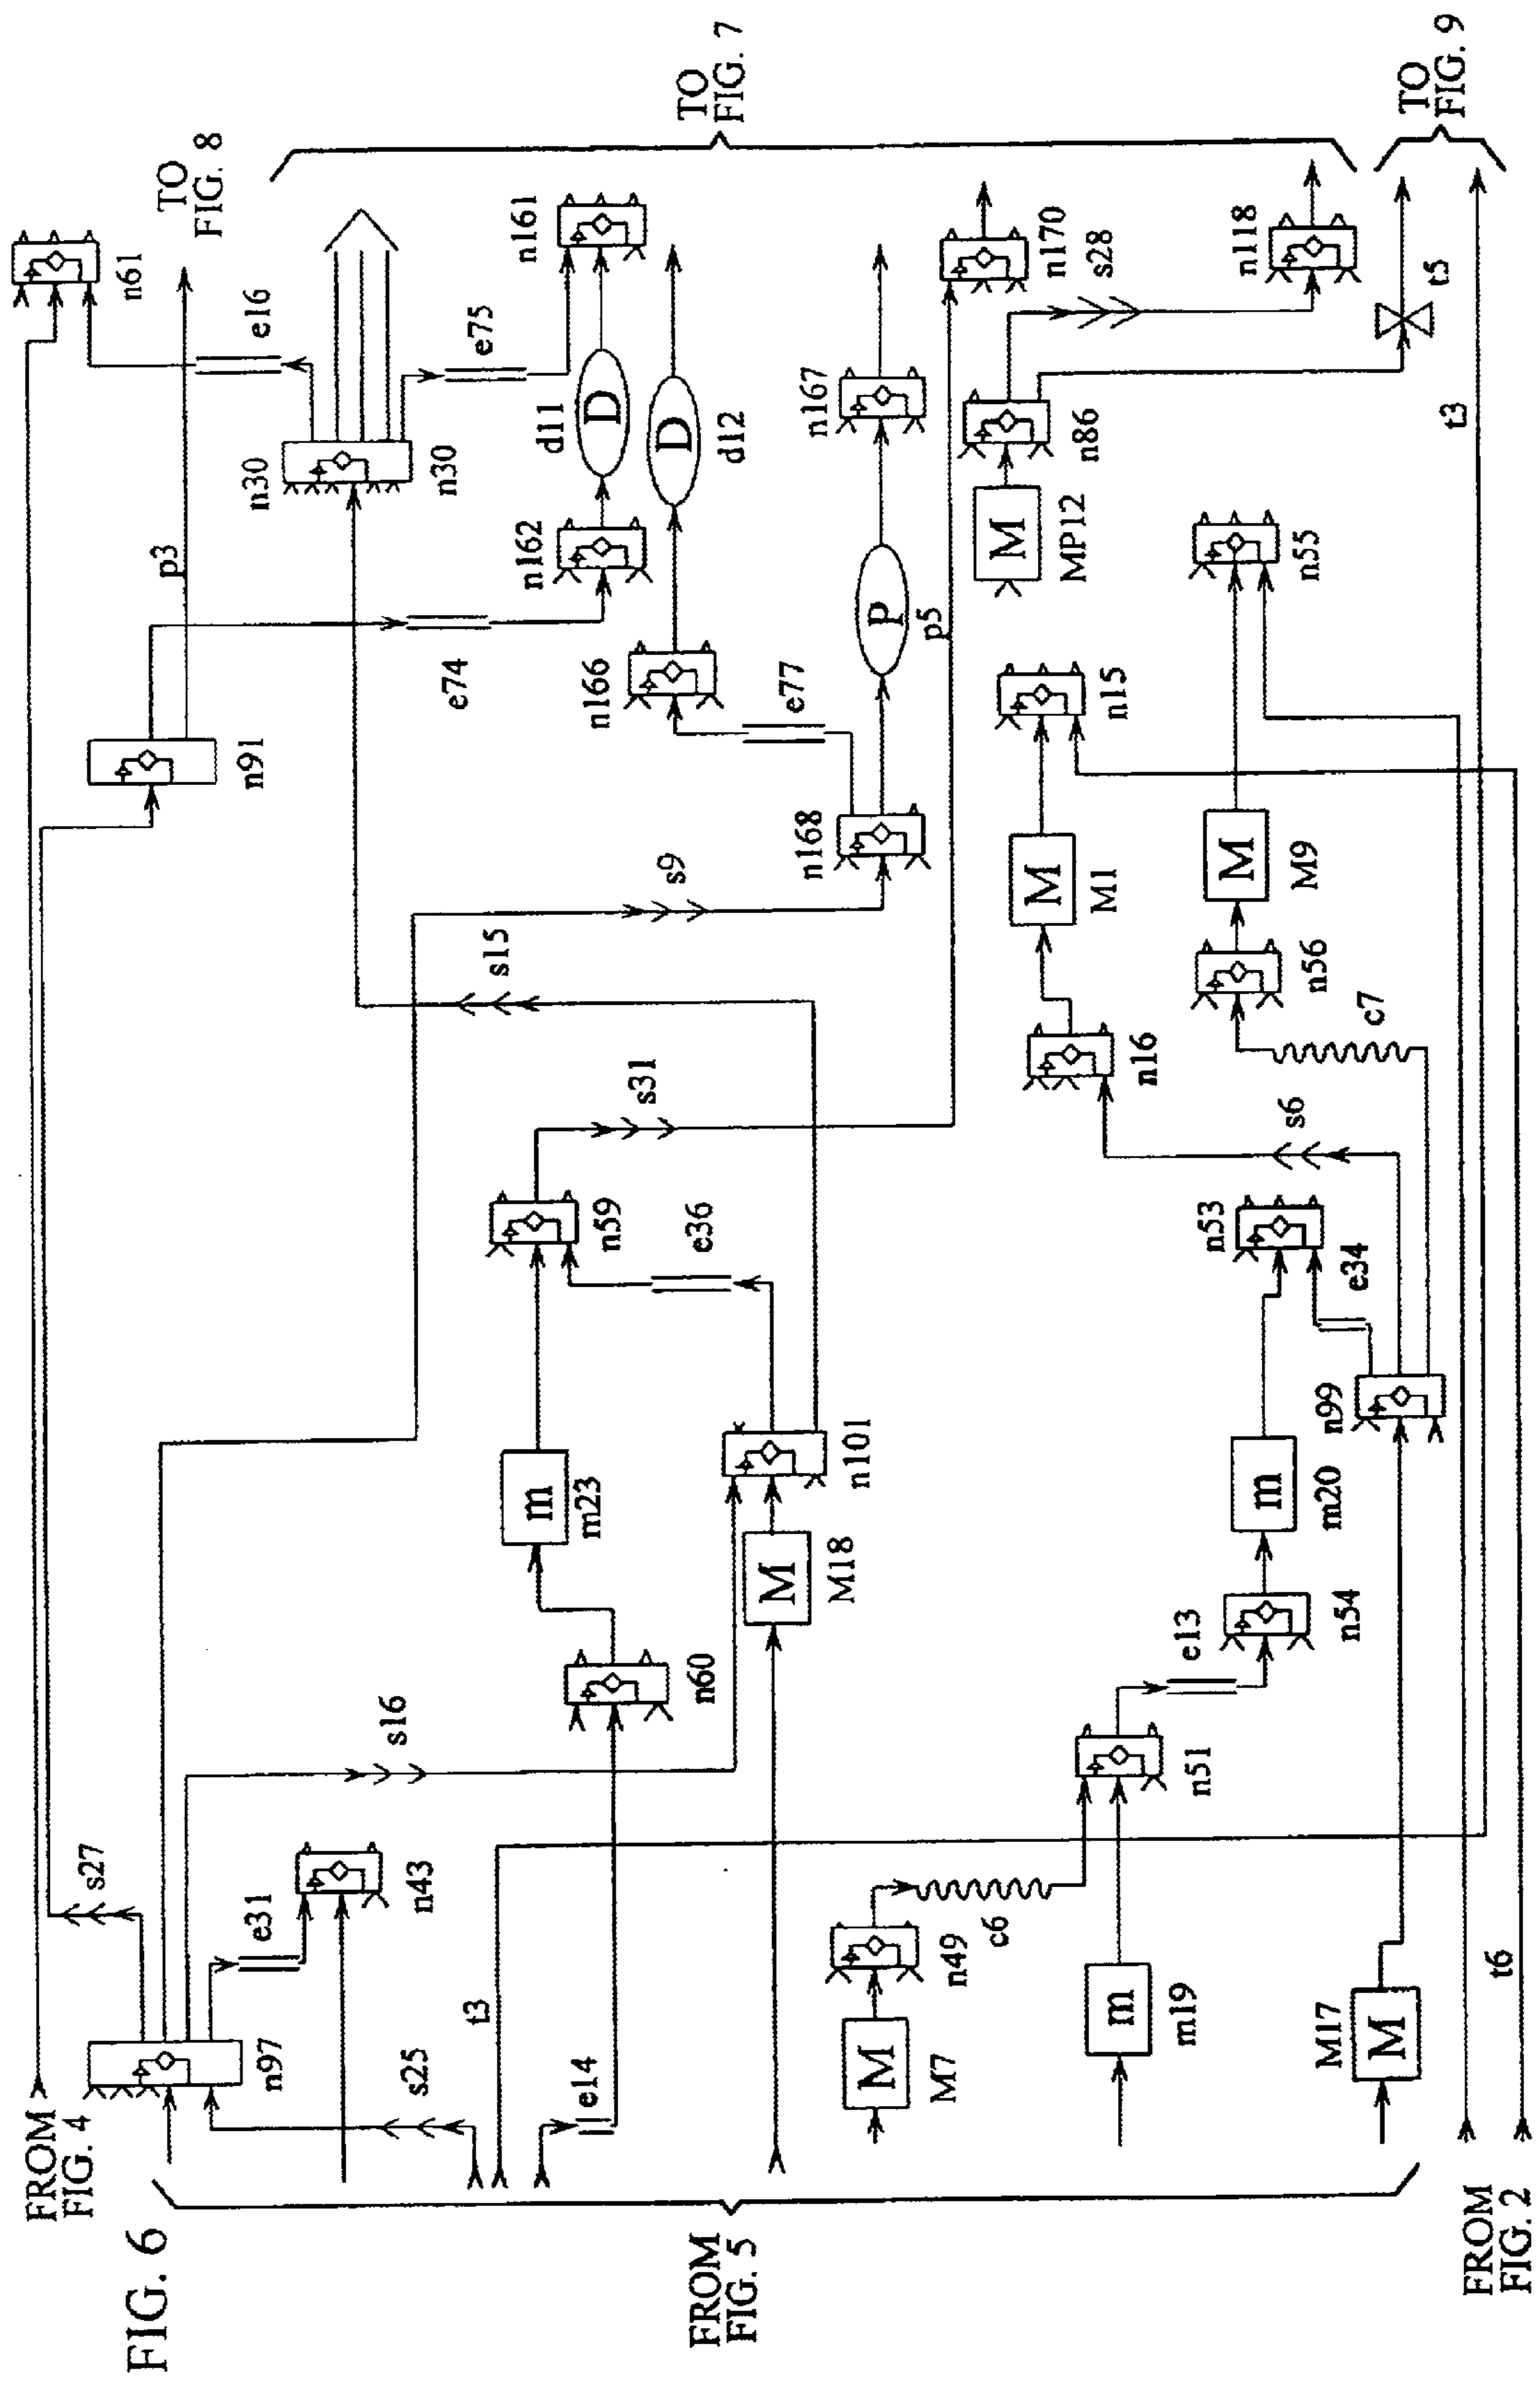 FIG. 6
FROM
FIG. 4
FROM
FIG. 5
FROM
FIG. 2
TO
FIG. 8
TO
FIG. 7
TO
FIG. 9
n61
e16
p3
n91
s27
n97
e31
n43
s25
t3
e14
s16
n60
m
m23
M
M18
n101
e36
n59
s31
s15
s9
n30
n30
e75
n161
D
d11
n162
e74
D
d12
n166
e77
n168
P
n167
p5
n170
s28
n118
t5
n86
M
MP12
t3
n55
n15
M
M1
n16
M
M9
n56
c7
s6
n53
e34
n99
m
m20
n54
e13
n51
c6
n49
M
M7
m
m19
M17
M
t6